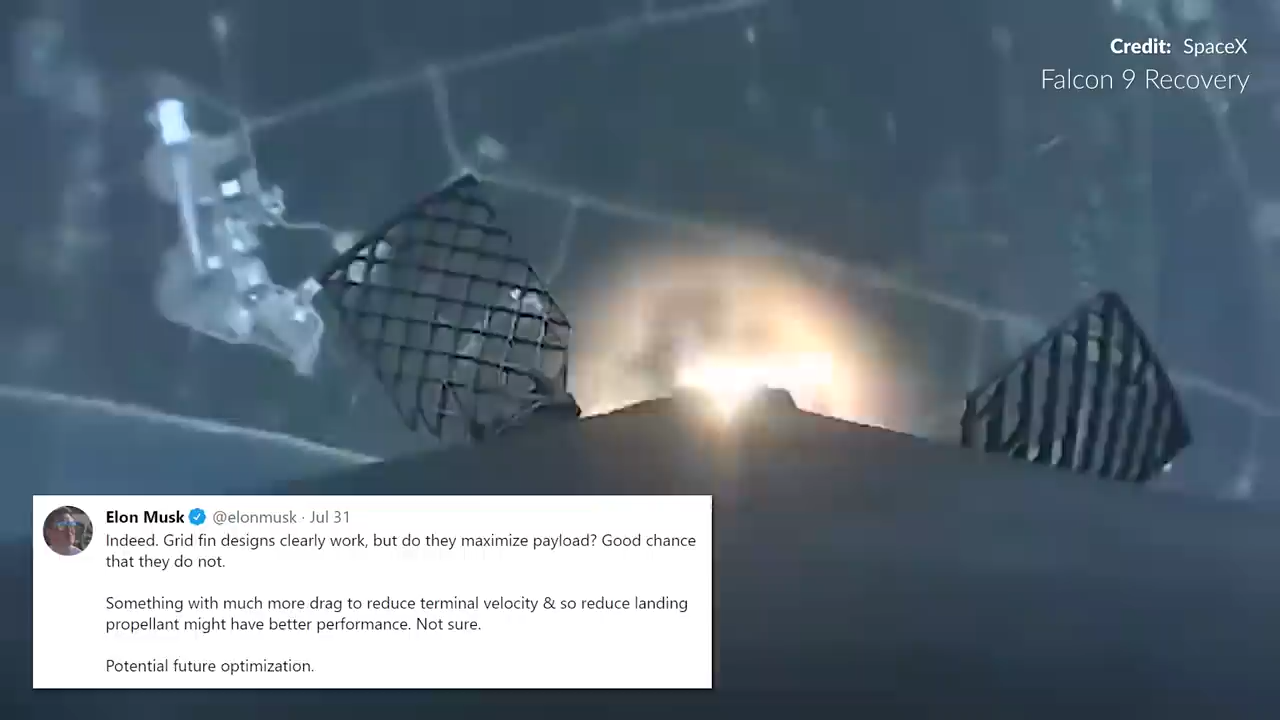 Credit: SpaceX
Falcon 9 Recovery
Elon Musk @elonmusk · Jul 31
Indeed. Grid fin designs clearly work, but do they maximize payload? Good chance
that they do not.
Something with much more drag to reduce terminal velocity & so reduce landing
propellant might have better performance. Not sure.
Potential future optimization.